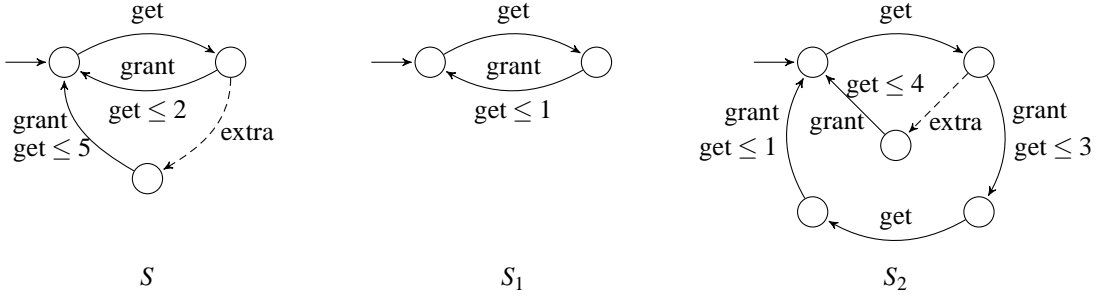 get
grant
get ≤ 2
extra
grant
get ≤ 5
S
get
grant
get ≤ 1
S1
get
get ≤ 4
grant
extra
grant
get ≤ 1
grant
get ≤ 3
get
S2